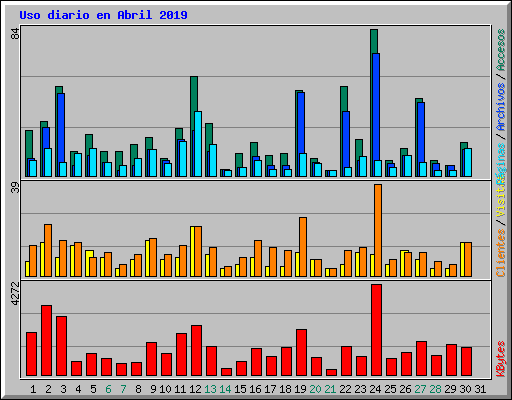 Uso diario en Abril 2019
84
39
4272
Clientes / Visitas
KBytes
Páginas / Archivos / Accesos
1 2 3 4 5 6 7 8 9 10 11 12 13 14 15 16 17 18 19 20 21 22 23 24 25 26 27 28 29 30 31